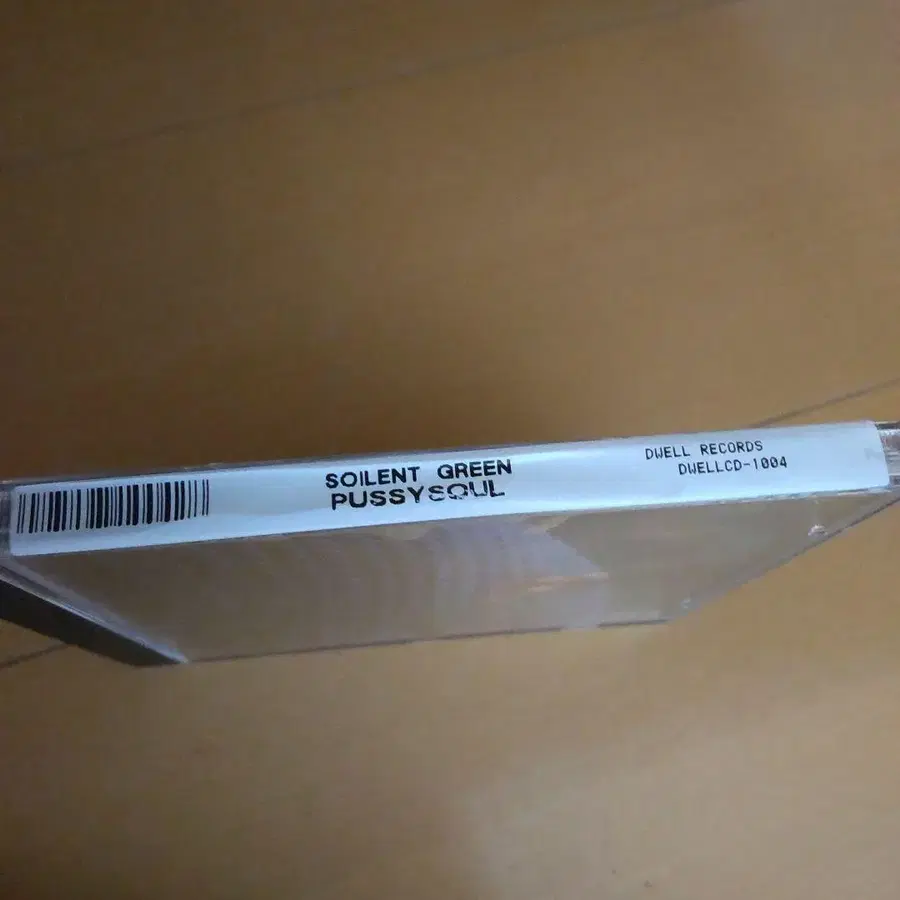 SOILENT GREEN
PUSSYSOUL
DWELL RECORDS
DWELLCD-1004